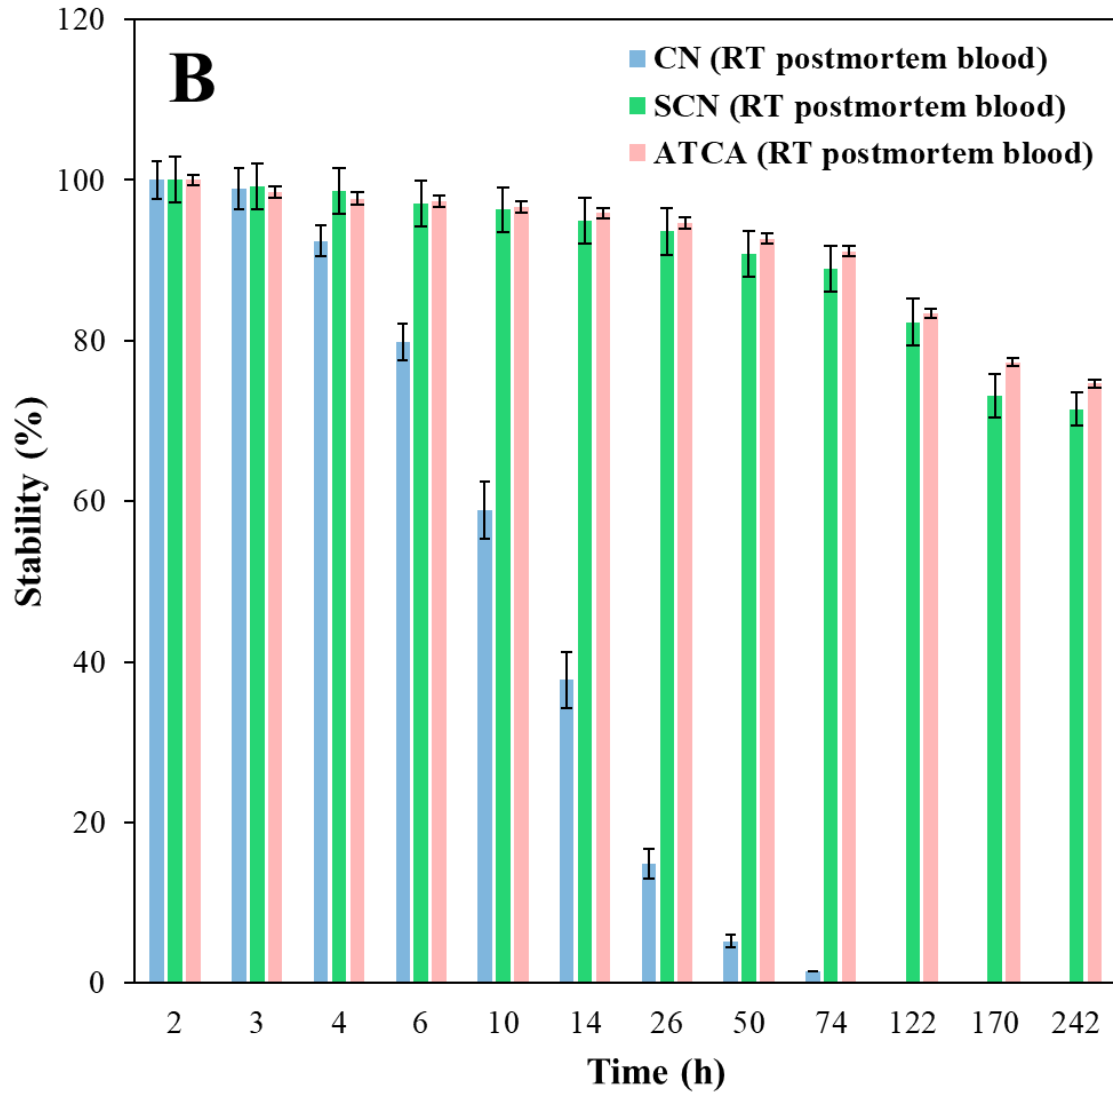 B
CN (RT postmortem blood)
SCN (RT postmortem blood)
ATCA (RT postmortem blood)
120
100
80
60
40
20
0
Stability (%)
2 3 4 6 10 14 26 50 74 122 170 242
Time (h)